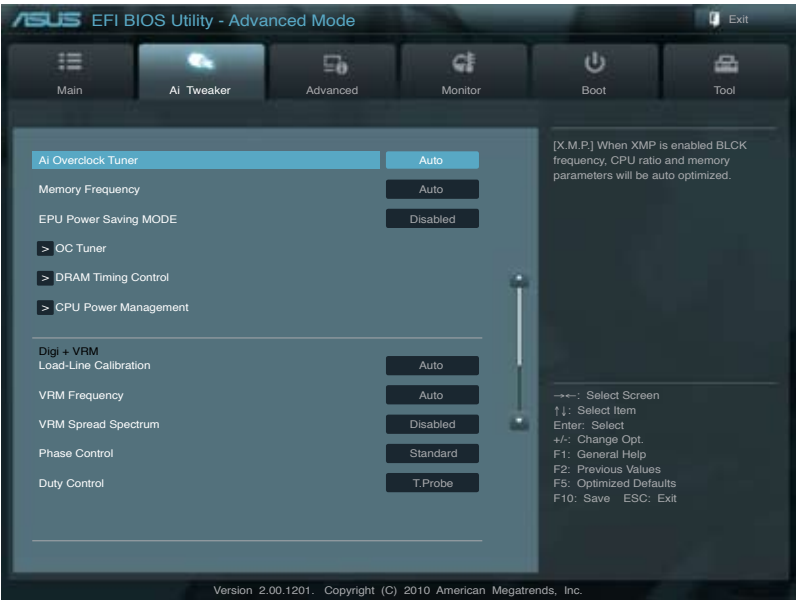 ASUS EFI BIOS Utility - Advanced Mode
Exit
Main
Ai Tweaker
Advanced
Monitor
Boot
Tool
Ai Overclock Tuner Auto
Memory Frequency Auto
EPU Power Saving MODE Disabled
> OC Tuner
> DRAM Timing Control
> CPU Power Management
Digi + VRM
Load-Line Calibration Auto
VRM Frequency Auto
VRM Spread Spectrum Disabled
Phase Control Standard
Duty Control T.Probe
[X.M.P.] When XMP is enabled BLCK
frequency, CPU ratio and memory
parameters will be auto optimized.
→←: Select Screen
↑↓: Select Item
Enter: Select
+/-: Change Opt.
F1: General Help
F2: Previous Values
F5: Optimized Defaults
F10: Save ESC: Exit
Version 2.00.1201. Copyright (C) 2010 American Megatrends, Inc.